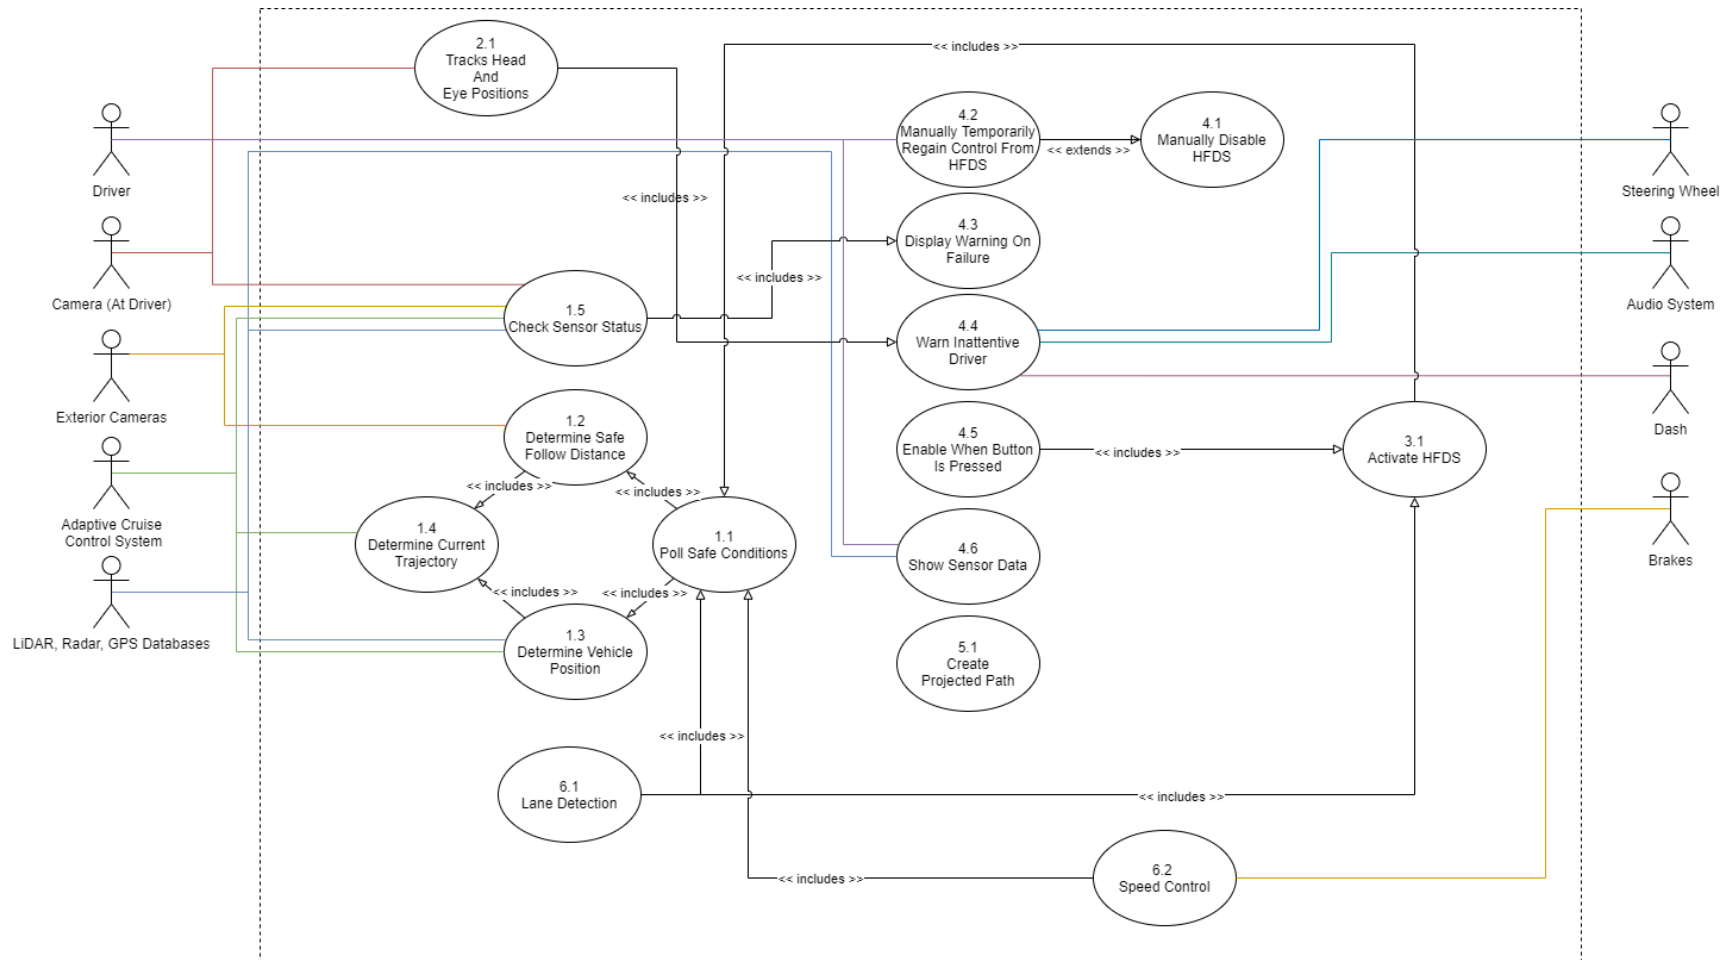 2.1
Tracks Head
And
Eye Positions
<< includes >>
4.2
Manually Temporarily
Regain Control From
HFDS
<< extends >>
4.1
Manually Disable
HFDS
Driver
Steering Wheel
<< includes >>
4.3
Display Warning On
Failure
<< includes >>
Camera (At Driver)
Audio System
1.5
Check Sensor Status
4.4
Warn Inattentive
Driver
Exterior Cameras
Dash
1.2
Determine Safe
Follow Distance
4.5
Enable When Button
Is Pressed
<< includes >>
3.1
Activate HFDS
<< includes >>
<< includes >>
Adaptive Cruise
Control System
1.4
Determine Current
Trajectory
1.1
Poll Safe Conditions
4.6
Show Sensor Data
Brakes
<< includes >>
<< includes >>
LiDAR, Radar, GPS Databases
1.3
Determine Vehicle
Position
5.1
Create
Projected Path
<< includes >>
6.1
Lane Detection
<< includes >>
6.2
Speed Control
<< includes >>